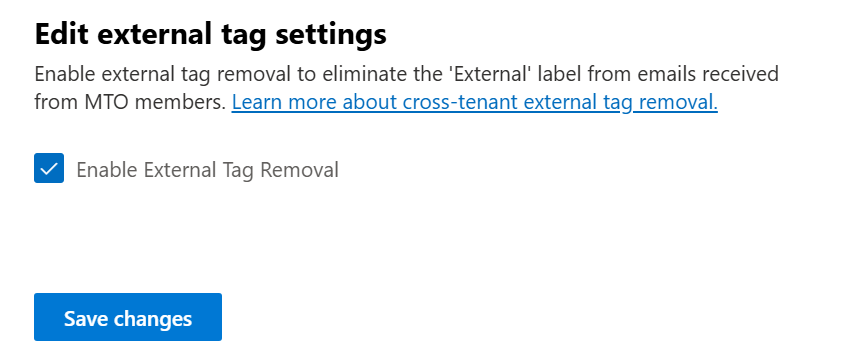 Edit external tag settings
Enable external tag removal to eliminate the 'External' label from emails received
from MTO members. Learn more about cross-tenant external tag removal.
Enable External Tag Removal
Save changes